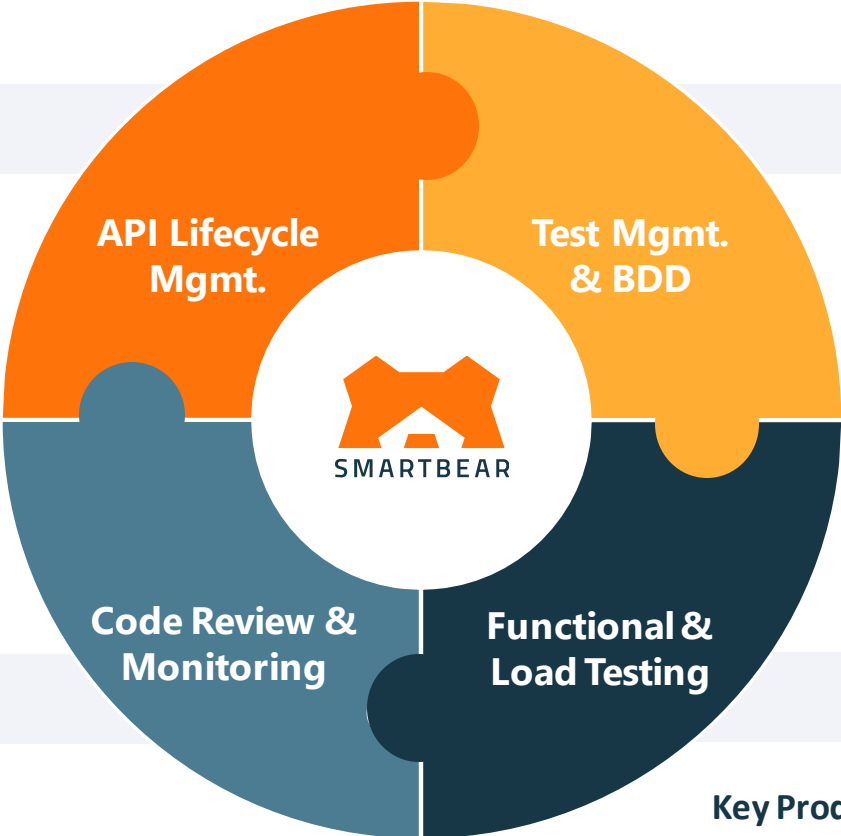 API Lifecycle
Mgmt.
Test Mgmt.
& BDD
SMARTBEAR
Code Review &
Monitoring
Functional &
Load Testing
Key